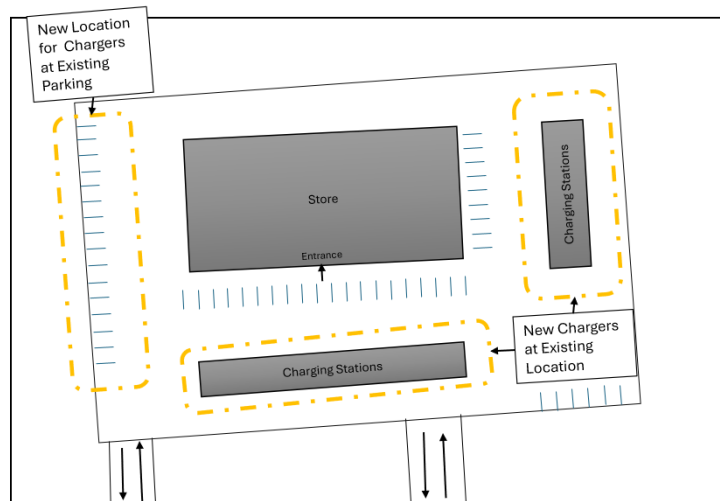 New Location
for Chargers
at Existing
Parking
Store
Entrance
Charging Stations
Charging Stations
New Chargers
at Existing
Location